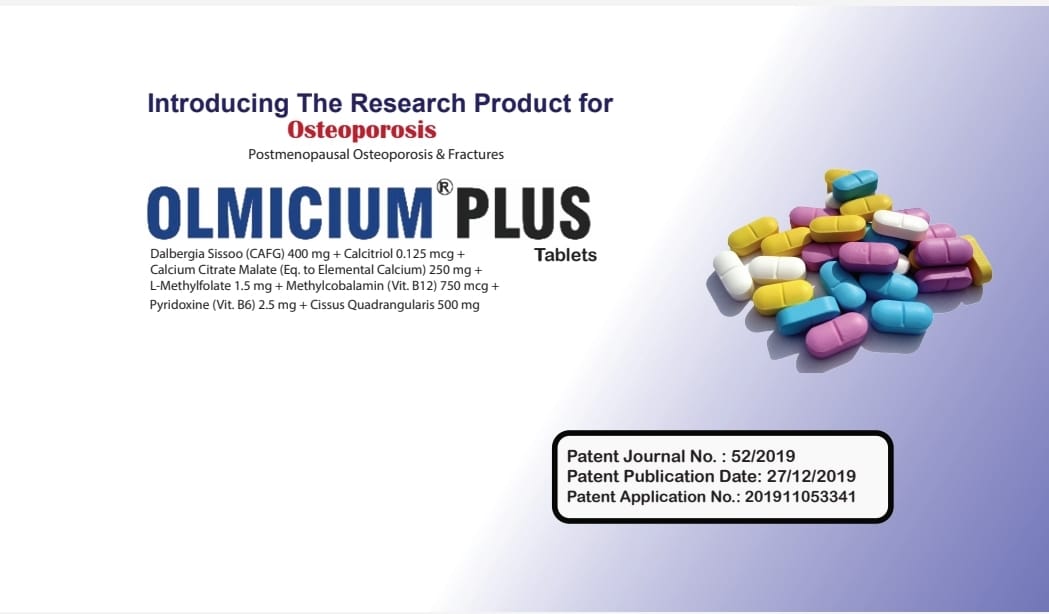 Introducing The Research Product for
Osteoporosis
Postmenopausal Osteoporosis & Fractures
OLMICIUM® PLUS
Tablets
Dalbergia Sissoo (CAFG) 400 mg + Calcitriol 0.125 mcg +
Calcium Citrate Malate (Eq. to Elemental Calcium) 250 mg +
L-Methylfolate 1.5 mg + Methylcobalamin (Vit. B12) 750 mcg +
Pyridoxine (Vit. B6) 2.5 mg + Cissus Quadrangularis 500 mg
Patent Journal No. : 52/2019
Patent Publication Date: 27/12/2019
Patent Application No.: 201911053341